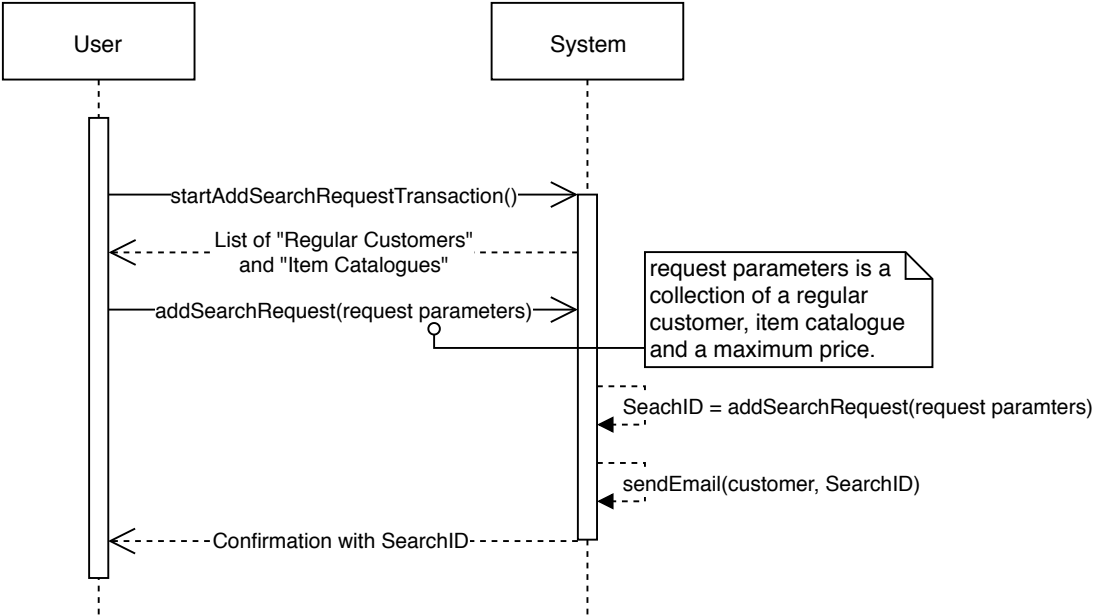 User
System
startAddSearchRequestTransaction()
List of "Regular Customers"
and "Item Catalogues"
addSearchRequest(request parameters)
request parameters is a
collection of a regular
customer, item catalogue
and a maximum price.
SeachID = addSearchRequest(request paramters)
sendEmail(customer, SearchID)
Confirmation with SearchID